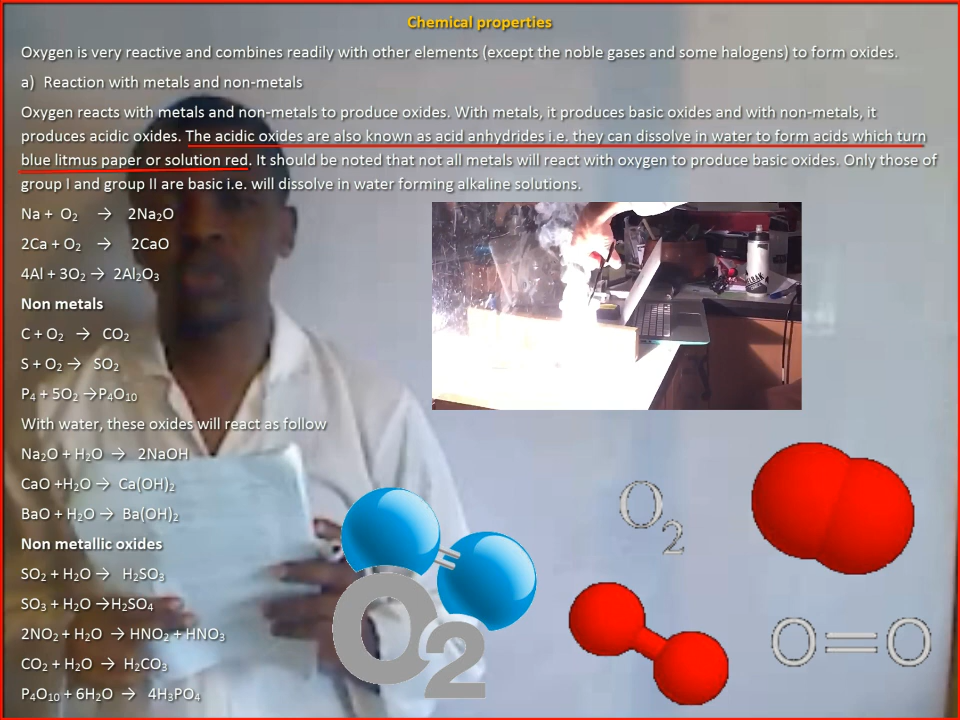 Chemical properties
Oxygen is very reactive and combines readily with other elements (except the noble gases and some halogens) to form oxides.
a) Reaction with metals and non-metals
Oxygen reacts with metals and non-metals to produce oxides. With metals, it produces basic oxides and with non-metals, it
produces acidic oxides. The acidic oxides are also known as acid anhydrides i.e. they can dissolve in water to form acids which turn
blue litmus paper or solution red. It should be noted that not all metals will react with oxygen to produce basic oxides. Only those of
group I and group II are basic i.e. will dissolve in water forming alkaline solutions.
Na + O₂ → 2Na₂O
2Ca + O₂ → 2CaO
4Al + 3O₂ → 2Al₂O₃
Non metals
C + O₂ → CO₂
S + O₂ → SO₂
P₄ + 5O₂ →P₄O₁₀
With water, these oxides will react as follow
Na₂O + H₂O → 2NaOH
CaO +H₂O → Ca(OH)₂
BaO + H₂O → Ba(OH)₂
Non metallic oxides
SO₂ + H₂O → H₂SO₃
SO₃ + H₂O →H₂SO₄
2NO₂ + H₂O → HNO₂ + HNO₃
CO₂ + H₂O → H₂CO₃
P₄O₁₀ + 6H₂O → 4H₃PO₄
O₂
O₂
O=O